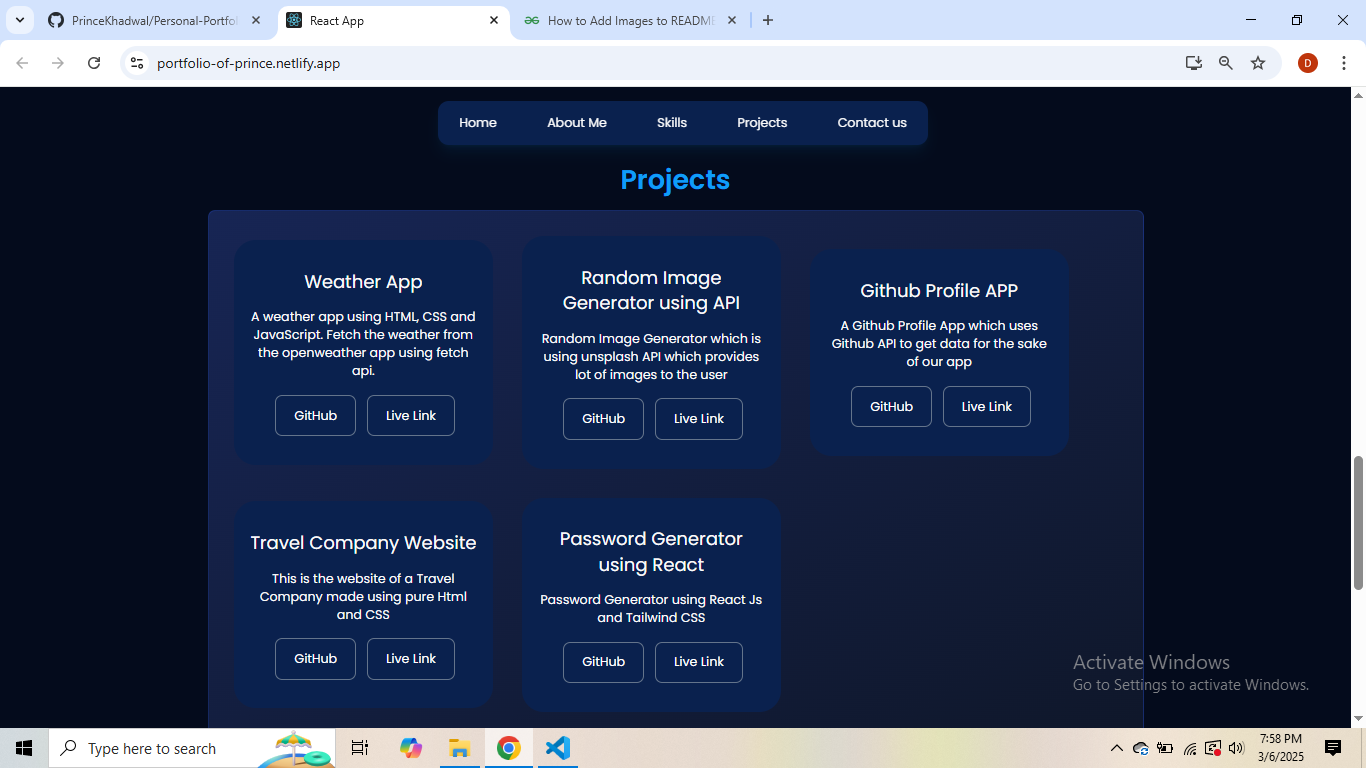 PrinceKhadwal/Personal-Portfol
React App
How to Add Images to README
portfolio-of-prince.netlify.app
D
Home
About Me
Skills
Projects
Contact us
Projects
Weather App
A weather app using HTML, CSS and
JavaScript. Fetch the weather from
the openweather app using fetch
api.
GitHub
Live Link
Random Image
Generator using API
Random Image Generator which is
using unsplash API which provides
lot of images to the user
GitHub
Live Link
Github Profile APP
A Github Profile App which uses
Github API to get data for the sake
of our app
GitHub
Live Link
Travel Company Website
This is the website of a Travel
Company made using pure Html
and CSS
GitHub
Live Link
Password Generator
using React
Password Generator using React Js
and Tailwind CSS
GitHub
Live Link
Activate Windows
Go to Settings to activate Windows.
Type here to search
7:58 PM
3/6/2025